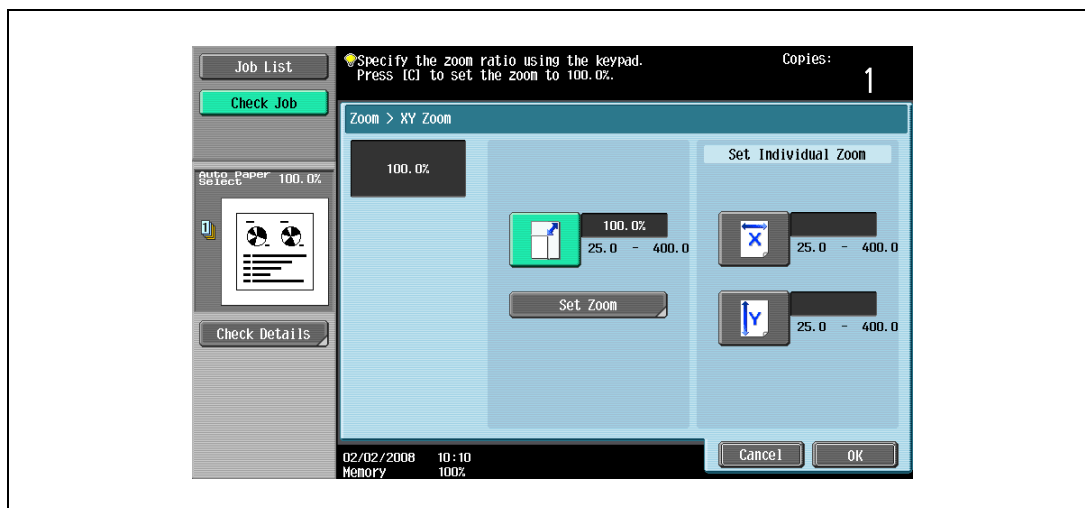 Job List
Check Job
Specify the zoom ratio using the keypad.
Press [C] to set the zoom to 100.0%.
Copies:
1
Zoom > XY Zoom
Auto Paper
Select
100.0%
1
Check Details
100.0%
100.0%
25.0 - 400.0
Set Zoom
Set Individual Zoom
X
25.0 - 400.0
Y
25.0 - 400.0
02/02/2008 10:10
Memory 100%
Cancel
OK